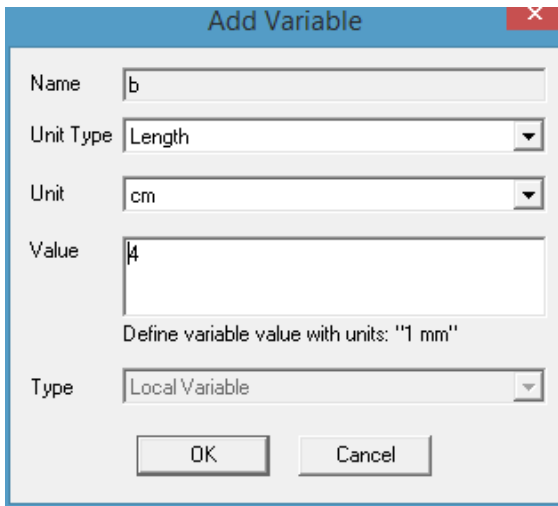 Add Variable
Name b
Unit Type Length
Unit cm
Value 4
Define variable value with units: "1 mm"
Type Local Variable
OK Cancel